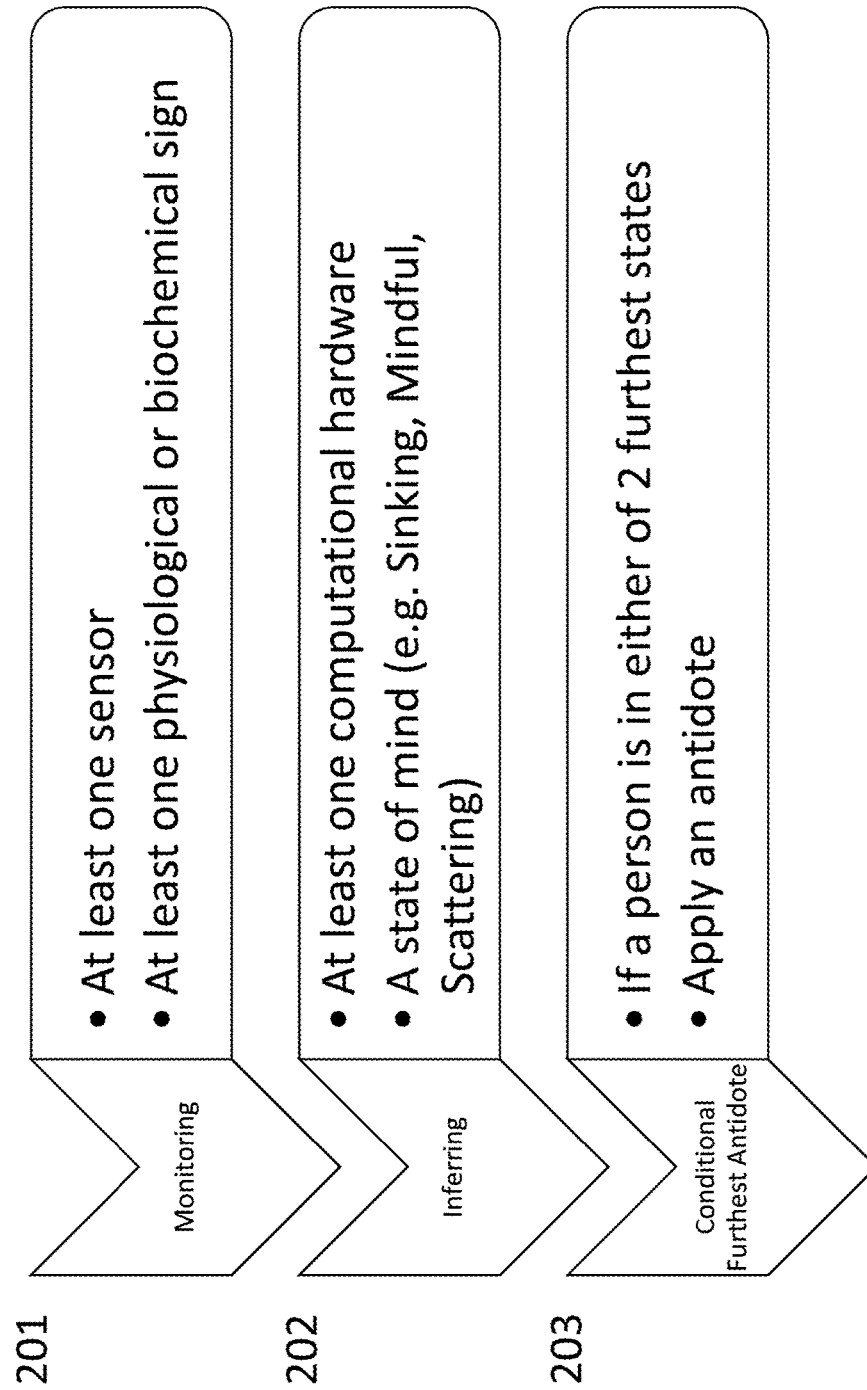 201
Monitoring
• At least one sensor
• At least one physiological or biochemical sign
202
Inferring
• At least one computational hardware
• A state of mind (e.g. Sinking, Mindful,
Scattering)
203
Conditional
Furthest Antidote
• If a person is in either of 2 furthest states
• Apply an antidote